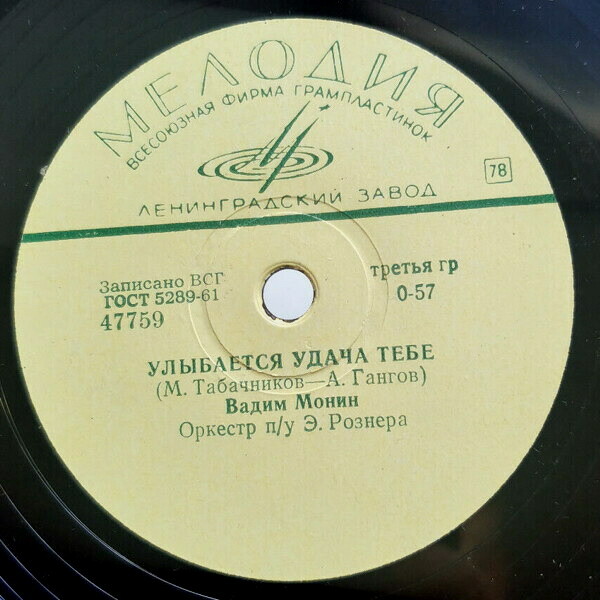 МЕЛОДИЯ
ВСЕСОЮЗНАЯ ФИРМА ГРАМПЛАСТИНОК
ЛЕНИНГРАДСКИЙ ЗАВОД
78
Записано ВСГ
ГОСТ 5289-61
47759
третья гр
0-57
УЛЫБАЕТСЯ УДАЧА ТЕБЕ
(М. Табачников—А. Гангов)
Вадим Монин
Оркестр п/у Э. Рознера